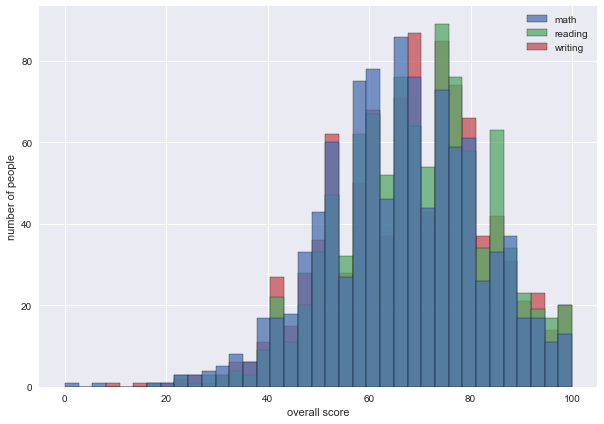 math
reading
writing
80
60
40
20
0
number of people
0 20 40 60 80 100
overall score